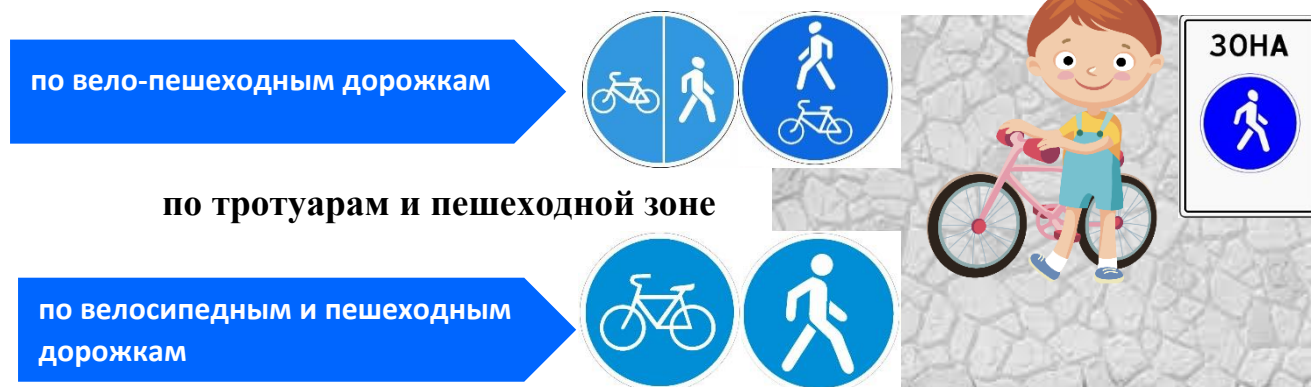 по вело-пешеходным дорожкам
ЗОНА
по тротуарам и пешеходной зоне
по велосипедным и пешеходным
дорожкам